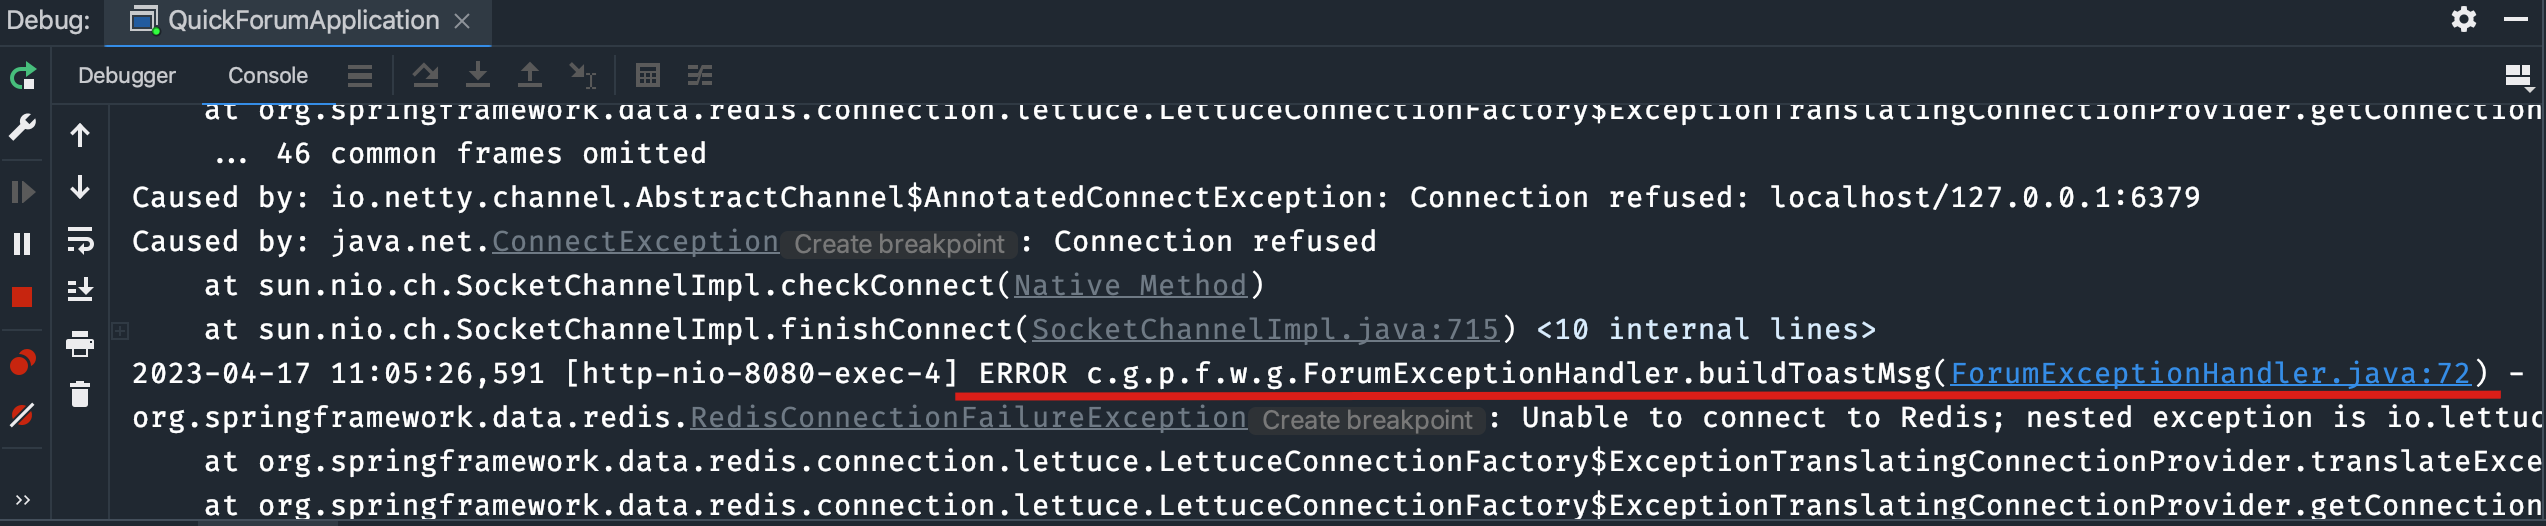 Debug: QuickForumApplication
Debugger Console
at org.springframework.data.redis.connection.lettuce.LettuceConnectionFactory$ExceptionTranslatingConnectionProvider.getConnection
... 46 common frames omitted
Caused by: io.netty.channel.AbstractChannel$AnnotatedConnectException: Connection refused: localhost/127.0.0.1:6379
Caused by: java.net.ConnectException Create breakpoint : Connection refused
at sun.nio.ch.SocketChannelImpl.checkConnect(Native Method)
at sun.nio.ch.SocketChannelImpl.finishConnect(SocketChannelImpl.java:715) <10 internal lines>
2023-04-17 11:05:26,591 [http-nio-8080-exec-4] ERROR c.g.p.f.w.g.ForumExceptionHandler.buildToastMsg(ForumExceptionHandler.java:72) -
org.springframework.data.redis.RedisConnectionFailureException Create breakpoint : Unable to connect to Redis; nested exception is io.lettuc
at org.springframework.data.redis.connection.lettuce.LettuceConnectionFactory$ExceptionTranslatingConnectionProvider.translateExce
at org.springframework.data.redis.connection.lettuce.LettuceConnectionFactory$ExceptionTranslatingConnectionProvider.getConnection